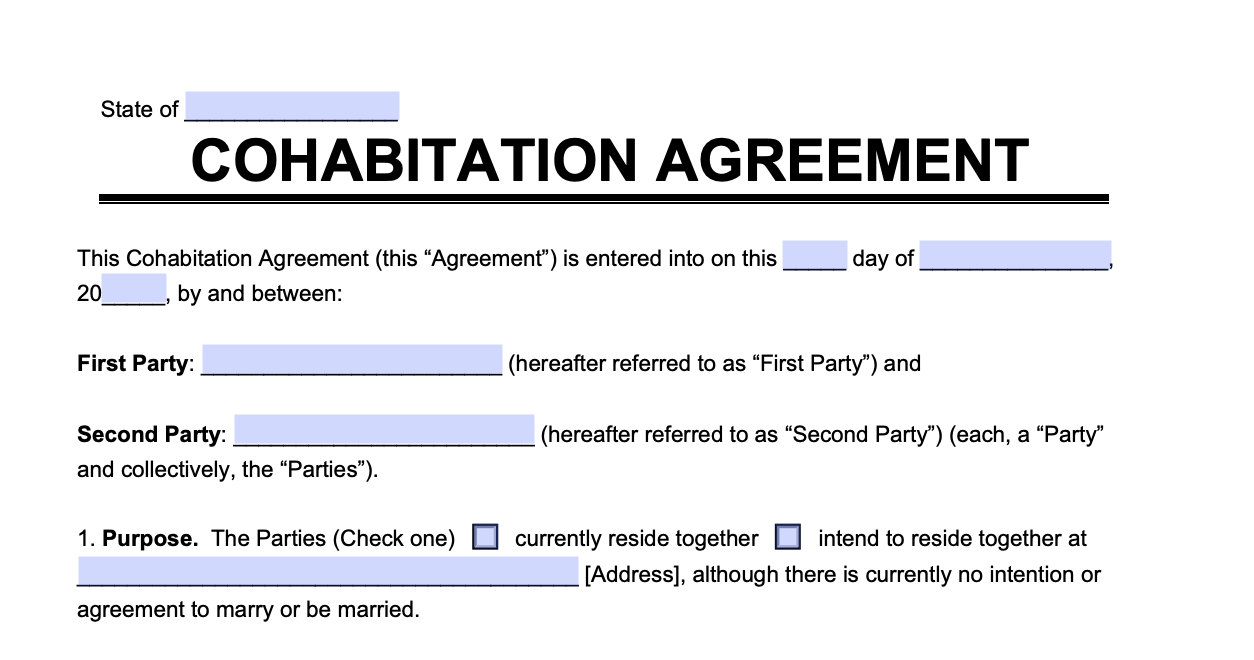 State of _________________
COHABITATION AGREEMENT
This Cohabitation Agreement (this “Agreement”) is entered into on this _____ day of _______________,
20_____, by and between:
First Party: ________________________ (hereafter referred to as “First Party”) and
Second Party: ________________________ (hereafter referred to as “Second Party”) (each, a “Party”
and collectively, the “Parties”).
1. Purpose. The Parties (Check one) ☐ currently reside together ☐ intend to reside together at
________________________________________ [Address], although there is currently no intention or
agreement to marry or be married.